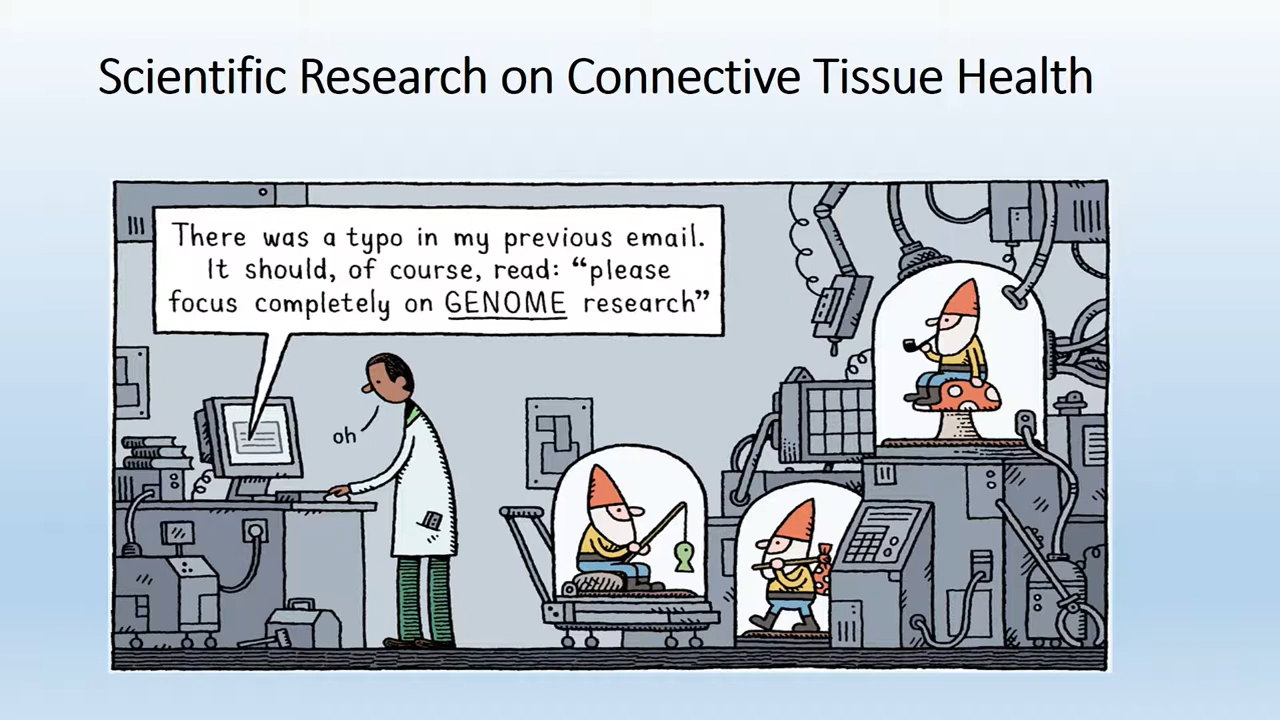 Scientific Research on Connective Tissue Health
There was a typo in my previous email.
It should, of course, read: “please
focus completely on GENOME research”
oh